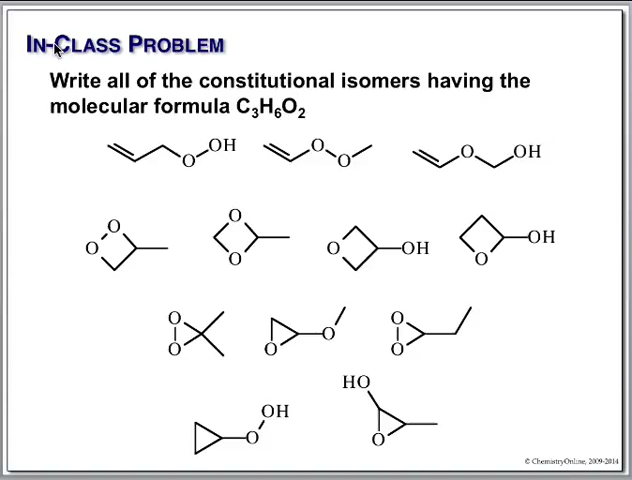 IN-CLASS PROBLEM
Write all of the constitutional isomers having the
molecular formula C₃H₆O₂
O OH O O O OH
O O O O O OH O OH
O O O O O O
HO
OH
O O
© ChemistryOnline, 2009-2014